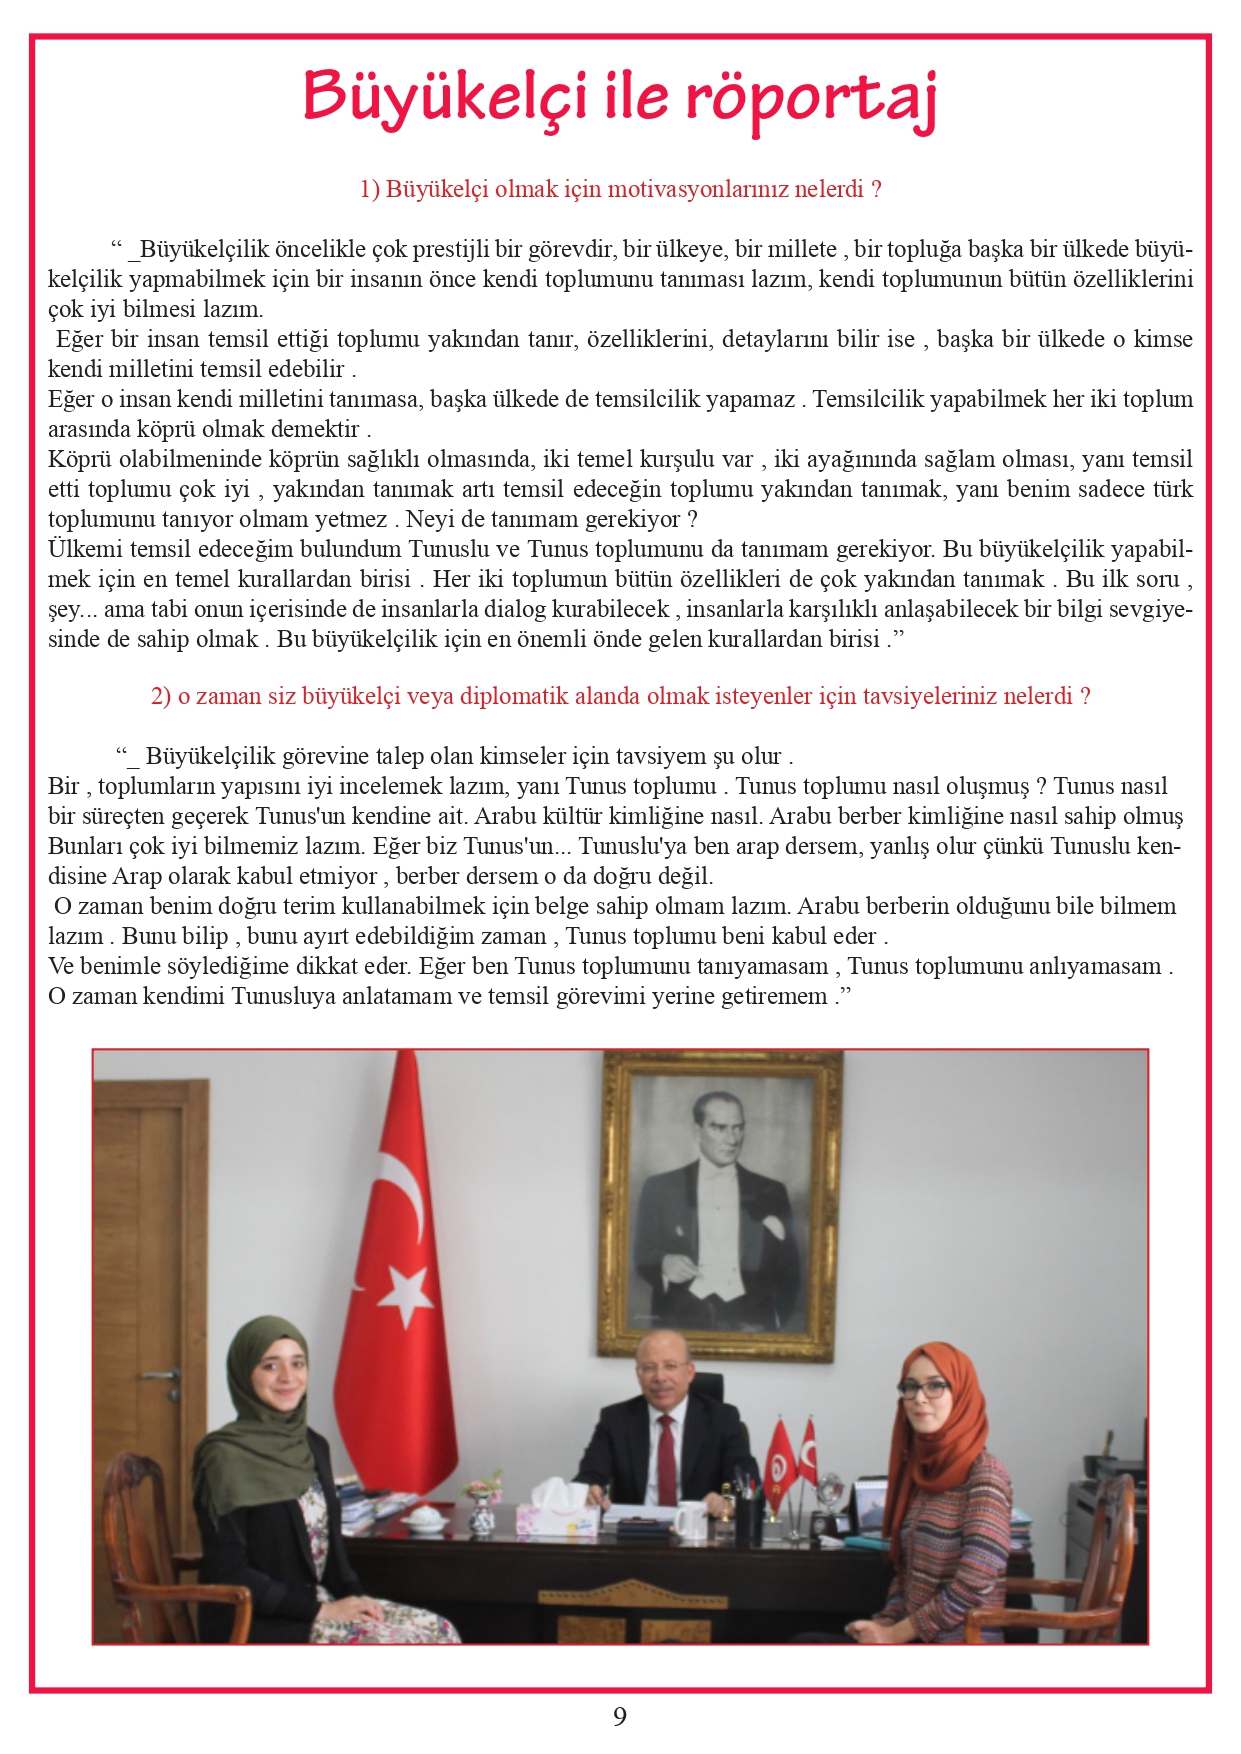 Büyükelçi ile röportaj
1) Büyükelçi olmak için motivasyonlarınız nelerdi ?
“ _Büyükelçilik öncelikle çok prestijli bir görevdir, bir ülkeye, bir millete , bir topluğa başka bir ülkede büyü-
kelçilik yapmabilmek için bir insanın önce kendi toplumunu tanıması lazım, kendi toplumunun bütün özelliklerini
çok iyi bilmesi lazım.
Eğer bir insan temsil ettiği toplumu yakından tanır, özelliklerini, detaylarını bilir ise , başka bir ülkede o kimse
kendi milletini temsil edebilir .
Eğer o insan kendi milletini tanımasa, başka ülkede de temsilcilik yapamaz . Temsilcilik yapabilmek her iki toplum
arasında köprü olmak demektir .
Köprü olabilmeninde köprün sağlıklı olmasında, iki temel kurşulu var , iki ayağınında sağlam olması, yanı temsil
etti toplumu çok iyi , yakından tanımak artı temsil edeceğin toplumu yakından tanımak, yanı benim sadece türk
toplumunu tanıyor olmam yetmez . Neyi de tanımam gerekiyor ?
Ülkemi temsil edeceğim bulundum Tunuslu ve Tunus toplumunu da tanımam gerekiyor. Bu büyükelçilik yapabil-
mek için en temel kurallardan birisi . Her iki toplumun bütün özellikleri de çok yakından tanımak . Bu ilk soru ,
şey... ama tabi onun içerisinde de insanlarla dialog kurabilecek , insanlarla karşılıklı anlaşabilecek bir bilgi sevgiye-
sinde de sahip olmak . Bu büyükelçilik için en önemli önde gelen kurallardan birisi .”
2) o zaman siz büyükelçi veya diplomatik alanda olmak isteyenler için tavsiyeleriniz nelerdi ?
“_ Büyükelçilik görevine talep olan kimseler için tavsiyem şu olur .
Bir , toplumların yapısını iyi incelemek lazım, yanı Tunus toplumu . Tunus toplumu nasıl oluşmuş ? Tunus nasıl
bir süreçten geçerek Tunus'un kendine ait. Arabu kültür kimliğine nasıl. Arabu berber kimliğine nasıl sahip olmuş
Bunları çok iyi bilmemiz lazım. Eğer biz Tunus'un... Tunuslu'ya ben arap dersem, yanlış olur çünkü Tunuslu ken-
disine Arap olarak kabul etmiyor , berber dersem o da doğru değil.
O zaman benim doğru terim kullanabilmek için belge sahip olmam lazım. Arabu berberin olduğunu bile bilmem
lazım . Bunu bilip , bunu ayırt edebildiğim zaman , Tunus toplumu beni kabul eder .
Ve benimle söylediğime dikkat eder. Eğer ben Tunus toplumunu tanıyamasam , Tunus toplumunu anlıyamasam .
O zaman kendimi Tunusluya anlatamam ve temsil görevimi yerine getiremem .”
9